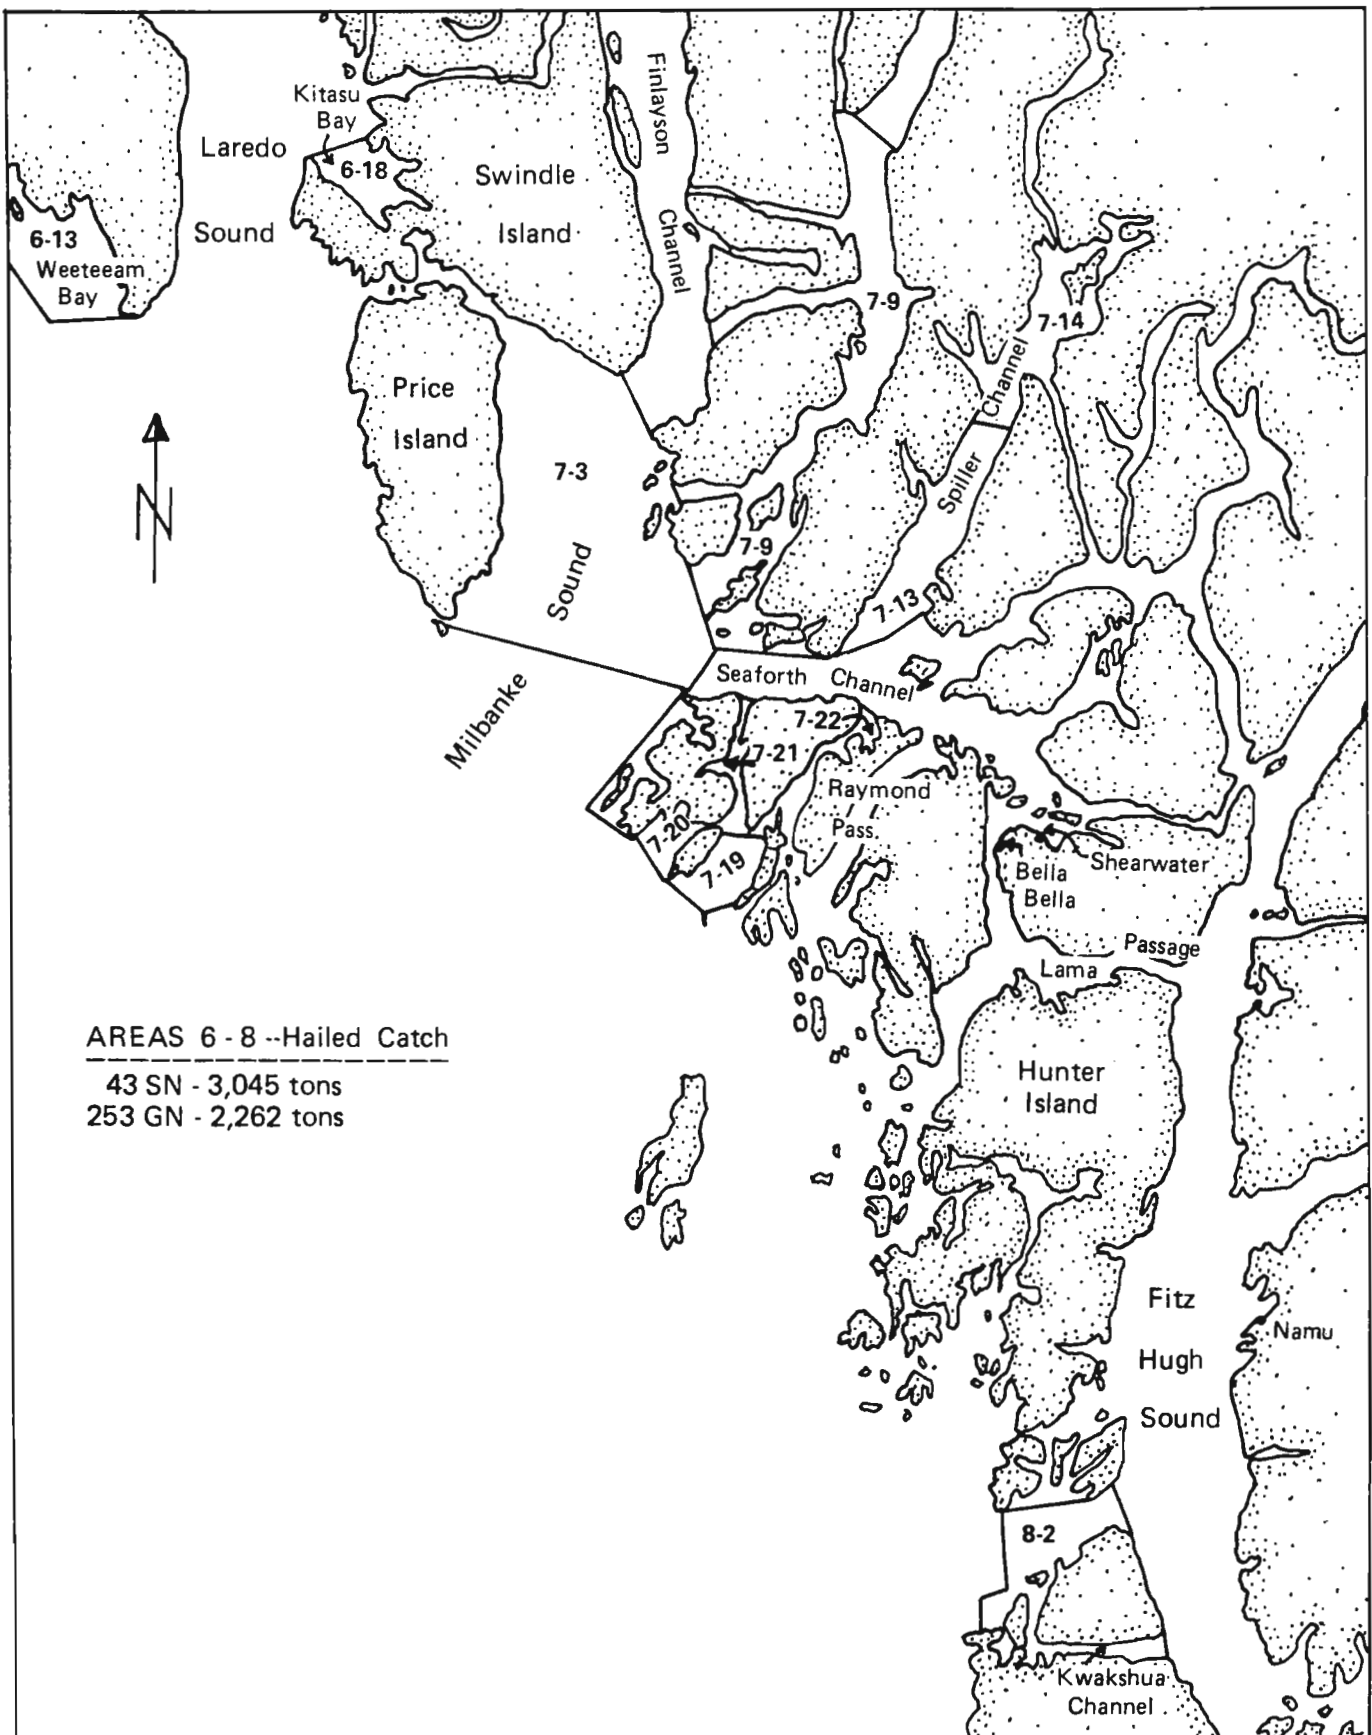 Finlayson
Channel
Kitasu
Bay
Laredo
6-18
Swindle
Island
Sound
6-13
Weeteeam
Bay
7-9
7-14
Channel
Price
Island
7-3
Spiller
N
7-9
Sound
7-13
Seaforth Channel
Millbanke
7-22
7-21
Raymond
Pass.
7-20
7-19
Shearwater
Bella
Bella
Passage
Lama
AREAS 6 - 8 --Hailed Catch
43 SN - 3,045 tons
253 GN - 2,262 tons
Hunter
Island
Fitz
Hugh
Sound
Namu
8-2
Kwakshua
Channel